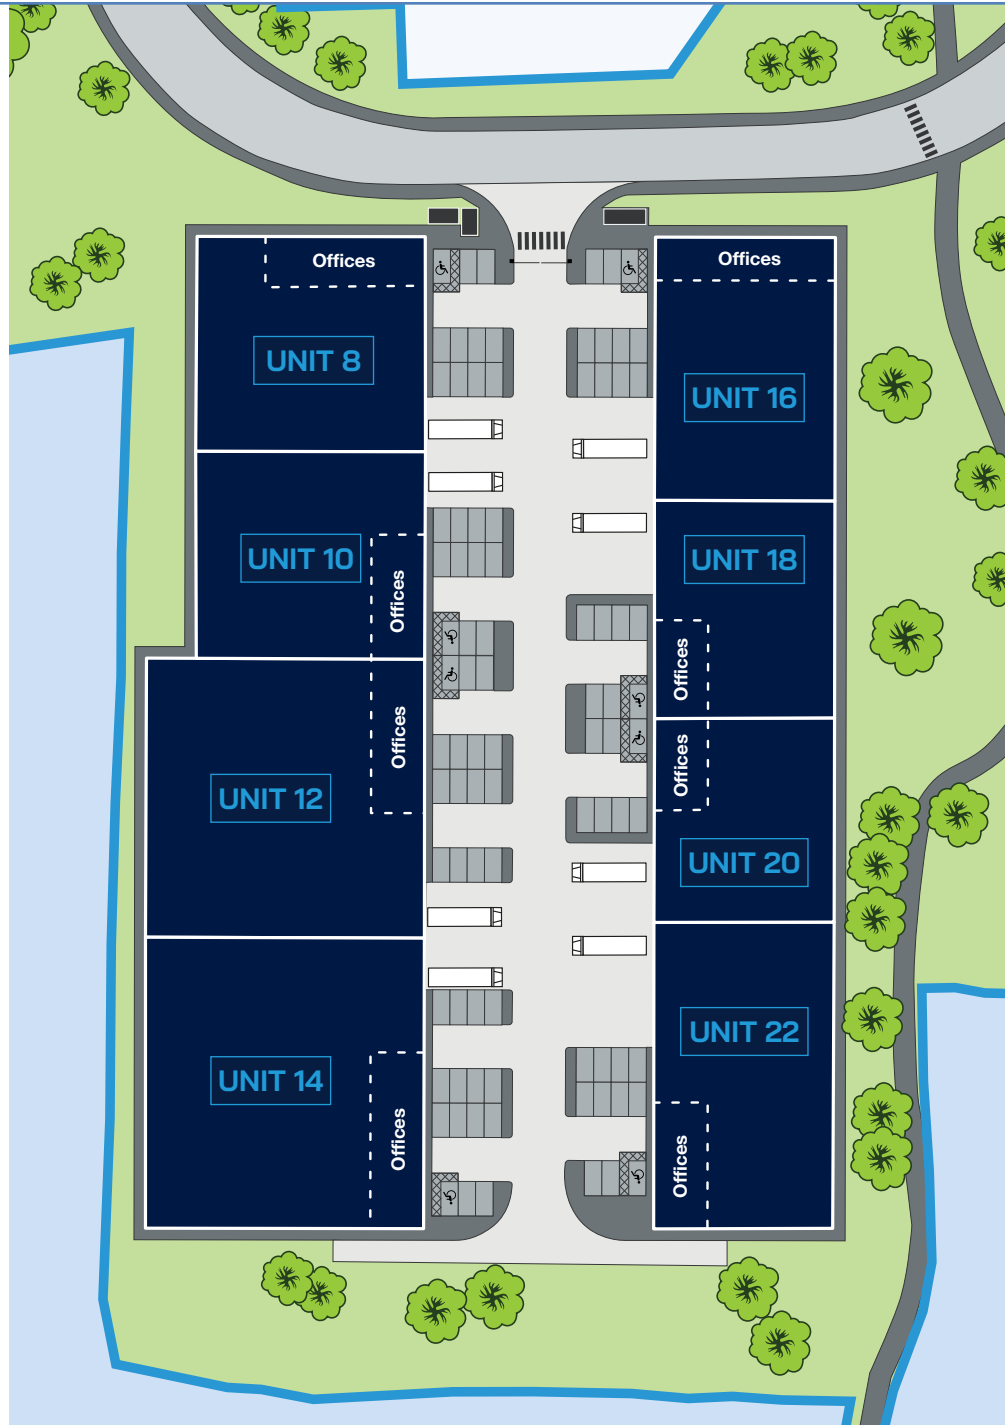 Offices
UNIT 8
UNIT 10
Offices
Offices
UNIT 12
UNIT 14
Offices
Offices
UNIT 16
UNIT 18
Offices
Offices
UNIT 20
UNIT 22
Offices